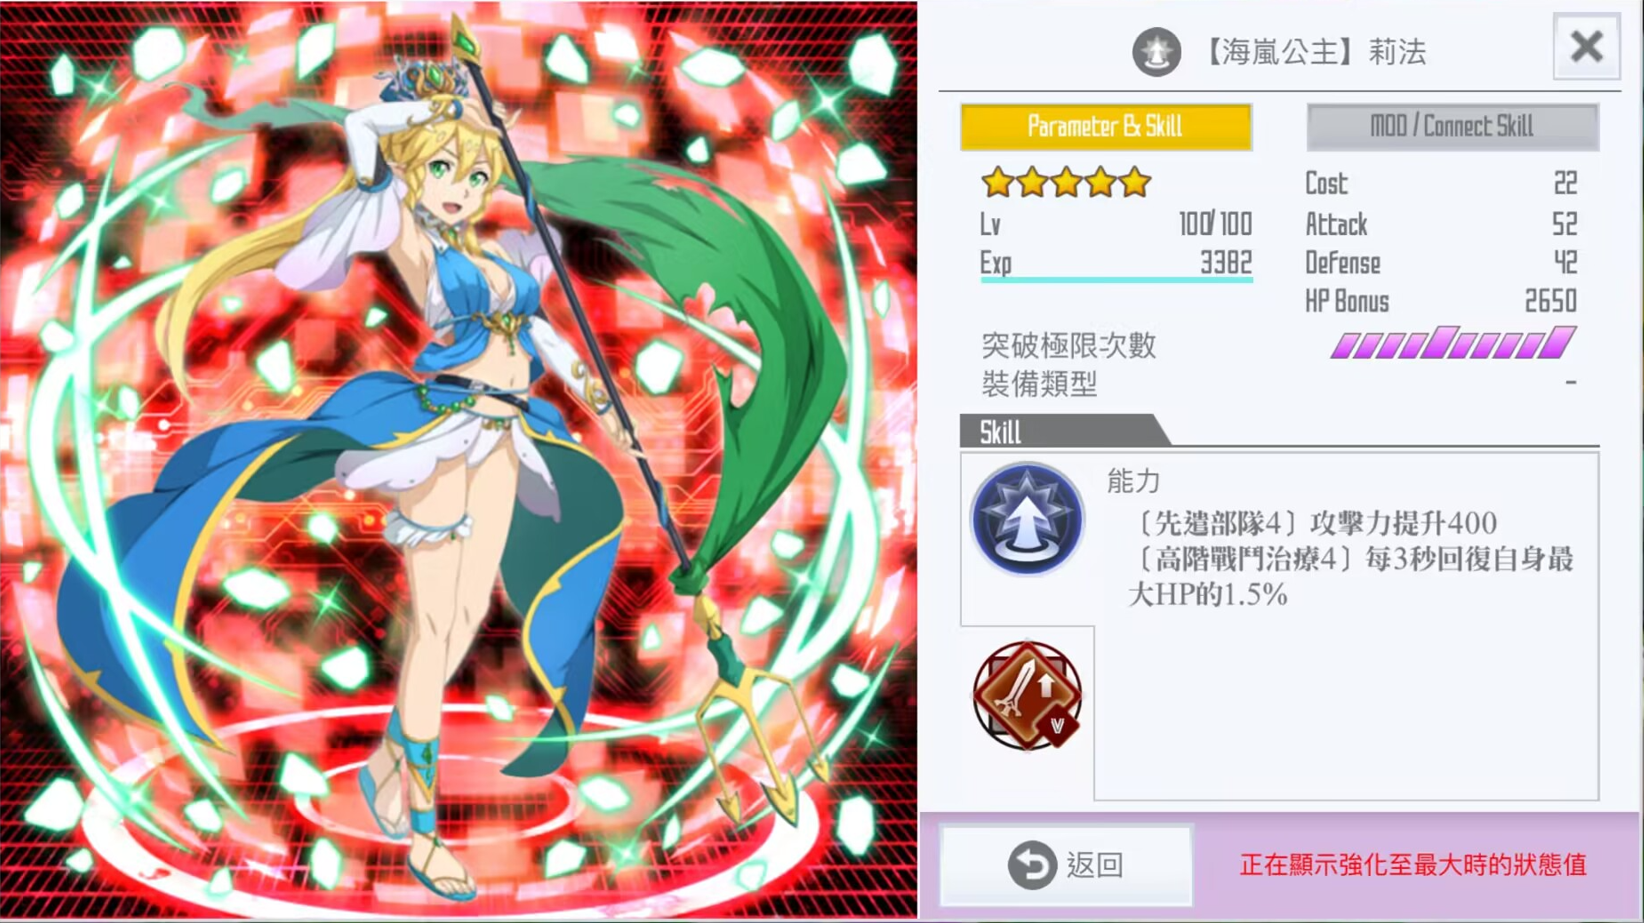 【海嵐公主】莉法
Parameter & Skill
MOD / Connect Skill
Lv 100/100
Exp 3382
Cost 22
Attack 52
Defense 42
HP Bonus 2650
突破極限次數
裝備類型 -
Skill
能力
〔先遣部隊4〕攻擊力提升400
〔高階戰鬥治療4〕每3秒回復自身最
大HP的1.5%
V
返回
正在顯示強化至最大時的狀態值